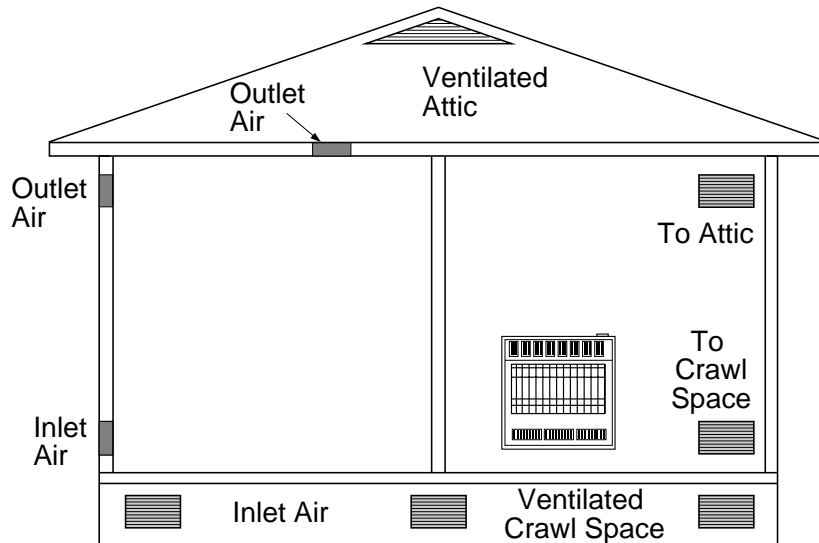 Ventilated
Attic
Outlet
Air
Outlet
Air
To Attic
To
Crawl
Space
Inlet
Air
Inlet Air
Ventilated
Crawl Space